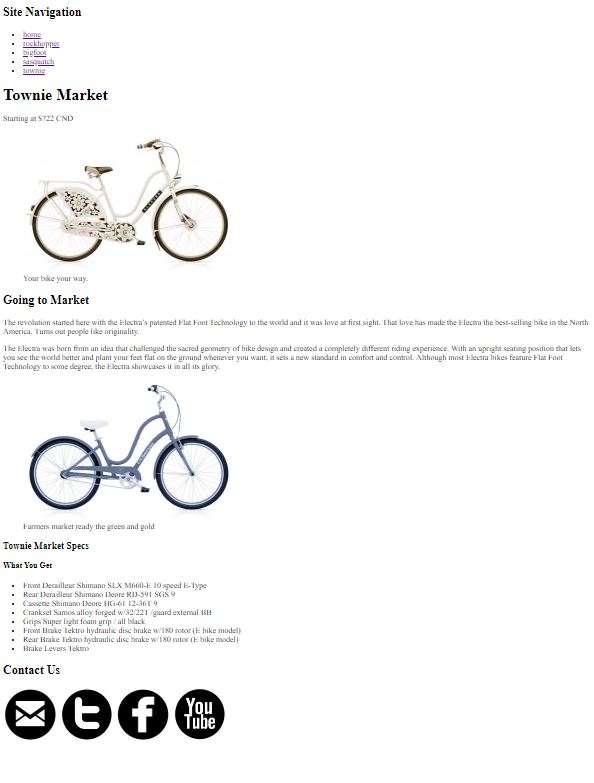 Site Navigation
home
rockhopper
bigfoot
sasquatch
townie
Townie Market
Starting at $722 CND
Your bike your way.
Going to Market
The revolution started here with the Electra's patented Flat Foot Technology to the world and it was love at first sight. That love has made the Electra the best-selling bike in the North
America. Turns out people like originality.
The Electra was born from an idea that challenged the sacred geometry of bike design and created a completely different riding experience. With an upright seating position that lets
you see the world better and plant your feet flat on the ground whenever you want, it sets a new standard in comfort and control. Although most Electra bikes feature Flat Foot
Technology to some degree, the Electra showcases it in all its glory.
Farmers market ready the green and gold
Townie Market Specs
What You Get
Front Derailleur Shimano SLX M660-E 10 speed E-Type
Rear Derailleur Shimano Deore RD-591 SGS 9
Cassette Shimano Deore HG-61 12-36T 9
Crankset Samos alloy forged w/32/22T /guard external BB
Grips Super light foam grip / all black
Front Brake Tektro hydraulic disc brake w/180 rotor (E bike model)
Rear Brake Tektro hydraulic disc brake w/180 rotor (E bike model)
Brake Levers Tektro
Contact Us
You
Tube